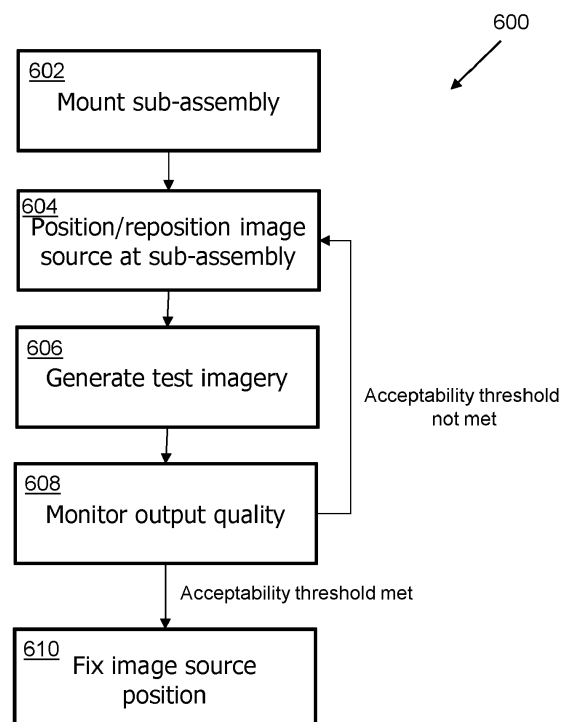 600
602
Mount sub-assembly
604
Position/reposition image
source at sub-assembly
606
Generate test imagery
Acceptability threshold
not met
608
Monitor output quality
Acceptability threshold met
610
Fix image source
position